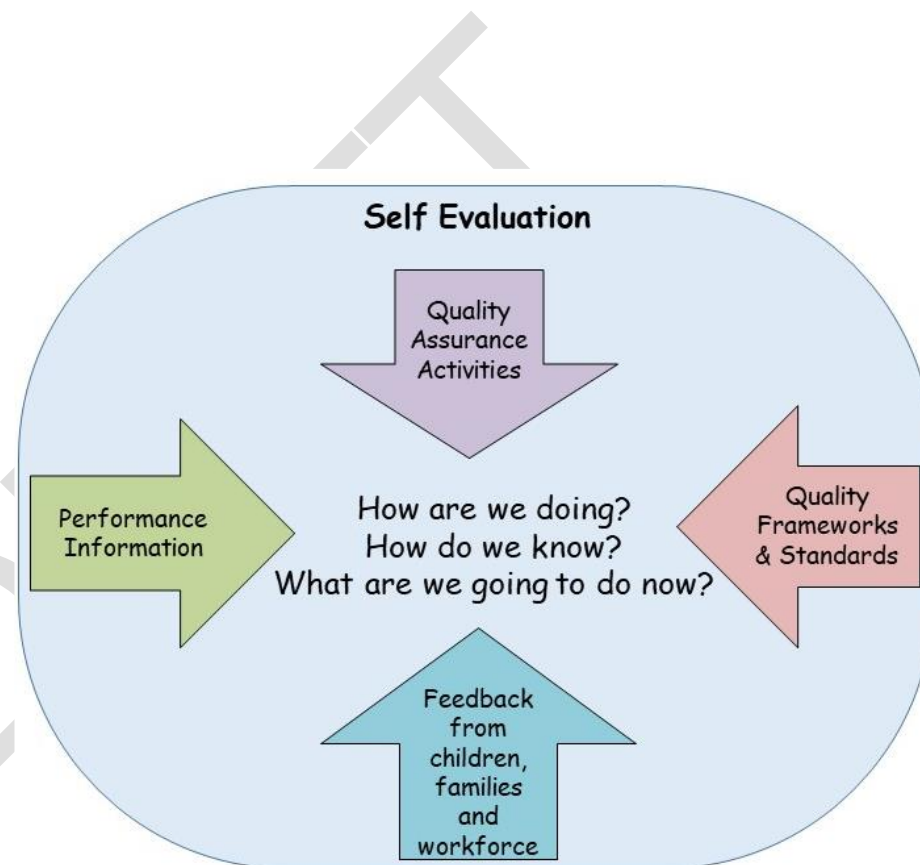 Self Evaluation
Quality
Assurance
Activities
Performance
Information
How are we doing?
How do we know?
What are we going to do now?
Quality
Frameworks
& Standards
Feedback
from
children,
families
and
workforce